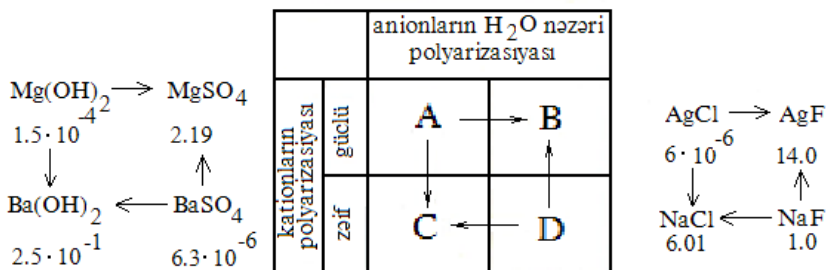 Mg(OH)2 → MgSO4
1.5 · 10^-4 2.19
Ba(OH)2 ← BaSO4
2.5 · 10^-1 6.3 · 10^-6
anionların H2O nəzəri
polyarizasiyası
kationların
polyarizasiyası
güclü
zəif
A → B
C ← D
AgCl → AgF
6 · 10^-6 14.0
NaCl ← NaF
6.01 1.0